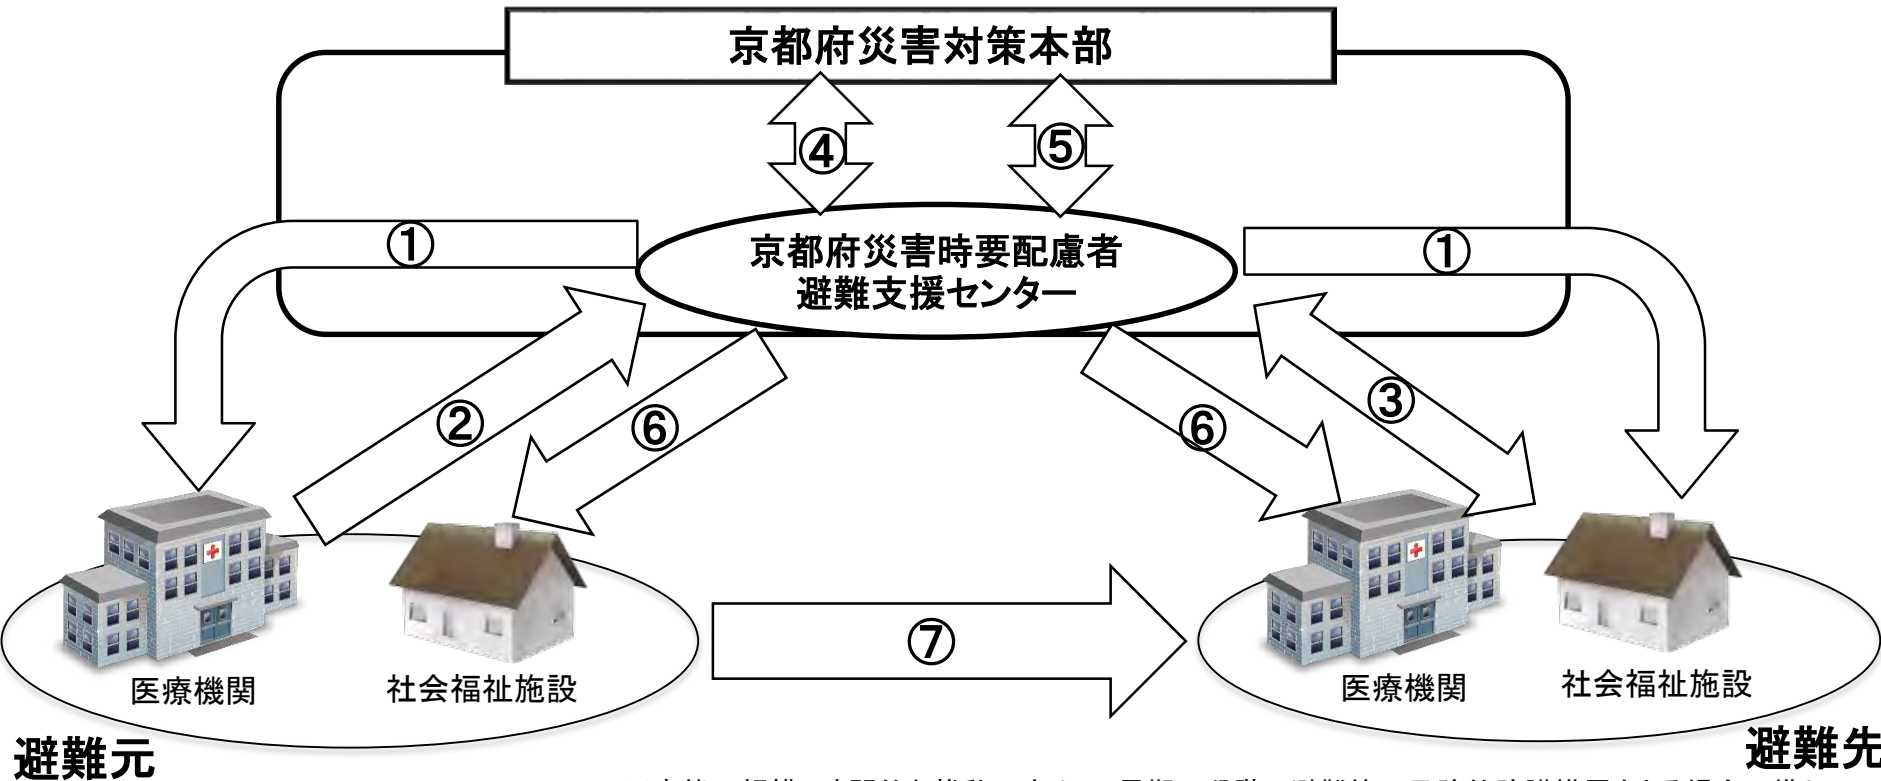 京都府災害対策本部
④
⑤
①
京都府災害時要配慮者
避難支援センター
①
②
⑥
⑥
③
⑦
医療機関
社会福祉施設
医療機関
社会福祉施設
避難元
避難先